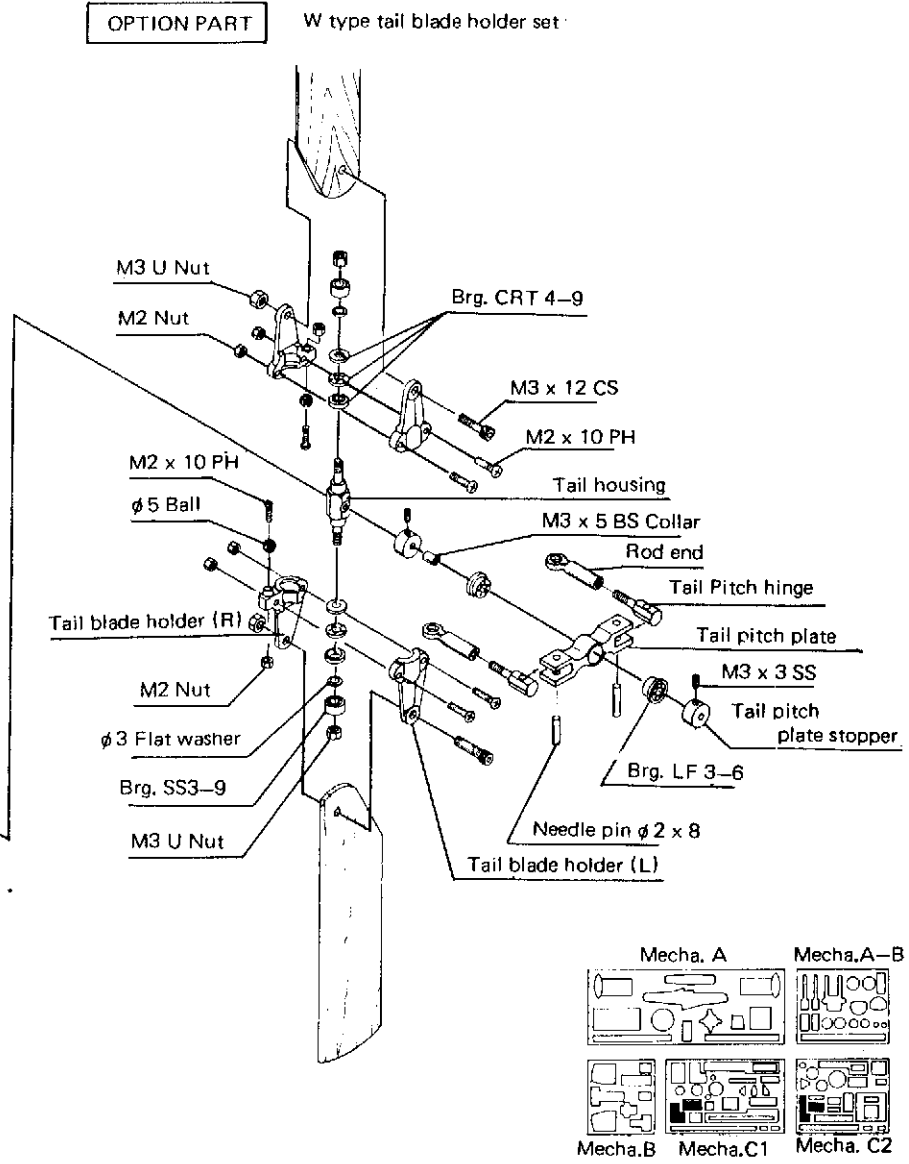 OPTION PART
W type tail blade holder set
M3 U Nut
Brg. CRT 4–9
M2 Nut
M3 x 12 CS
M2 x 10 PH
M2 x 10 PH
Tail housing
φ5 Ball
M3 x 5 BS Collar
Rod end
Tail Pitch hinge
Tail blade holder (R)
Tail pitch plate
M3 x 3 SS
M2 Nut
Tail pitch
plate stopper
φ3 Flat washer
Brg. LF 3–6
Brg. SS3–9
Needle pin φ2 x 8
M3 U Nut
Tail blade holder (L)
Mecha. A
Mecha.A–B
Mecha.B
Mecha.C1
Mecha. C2